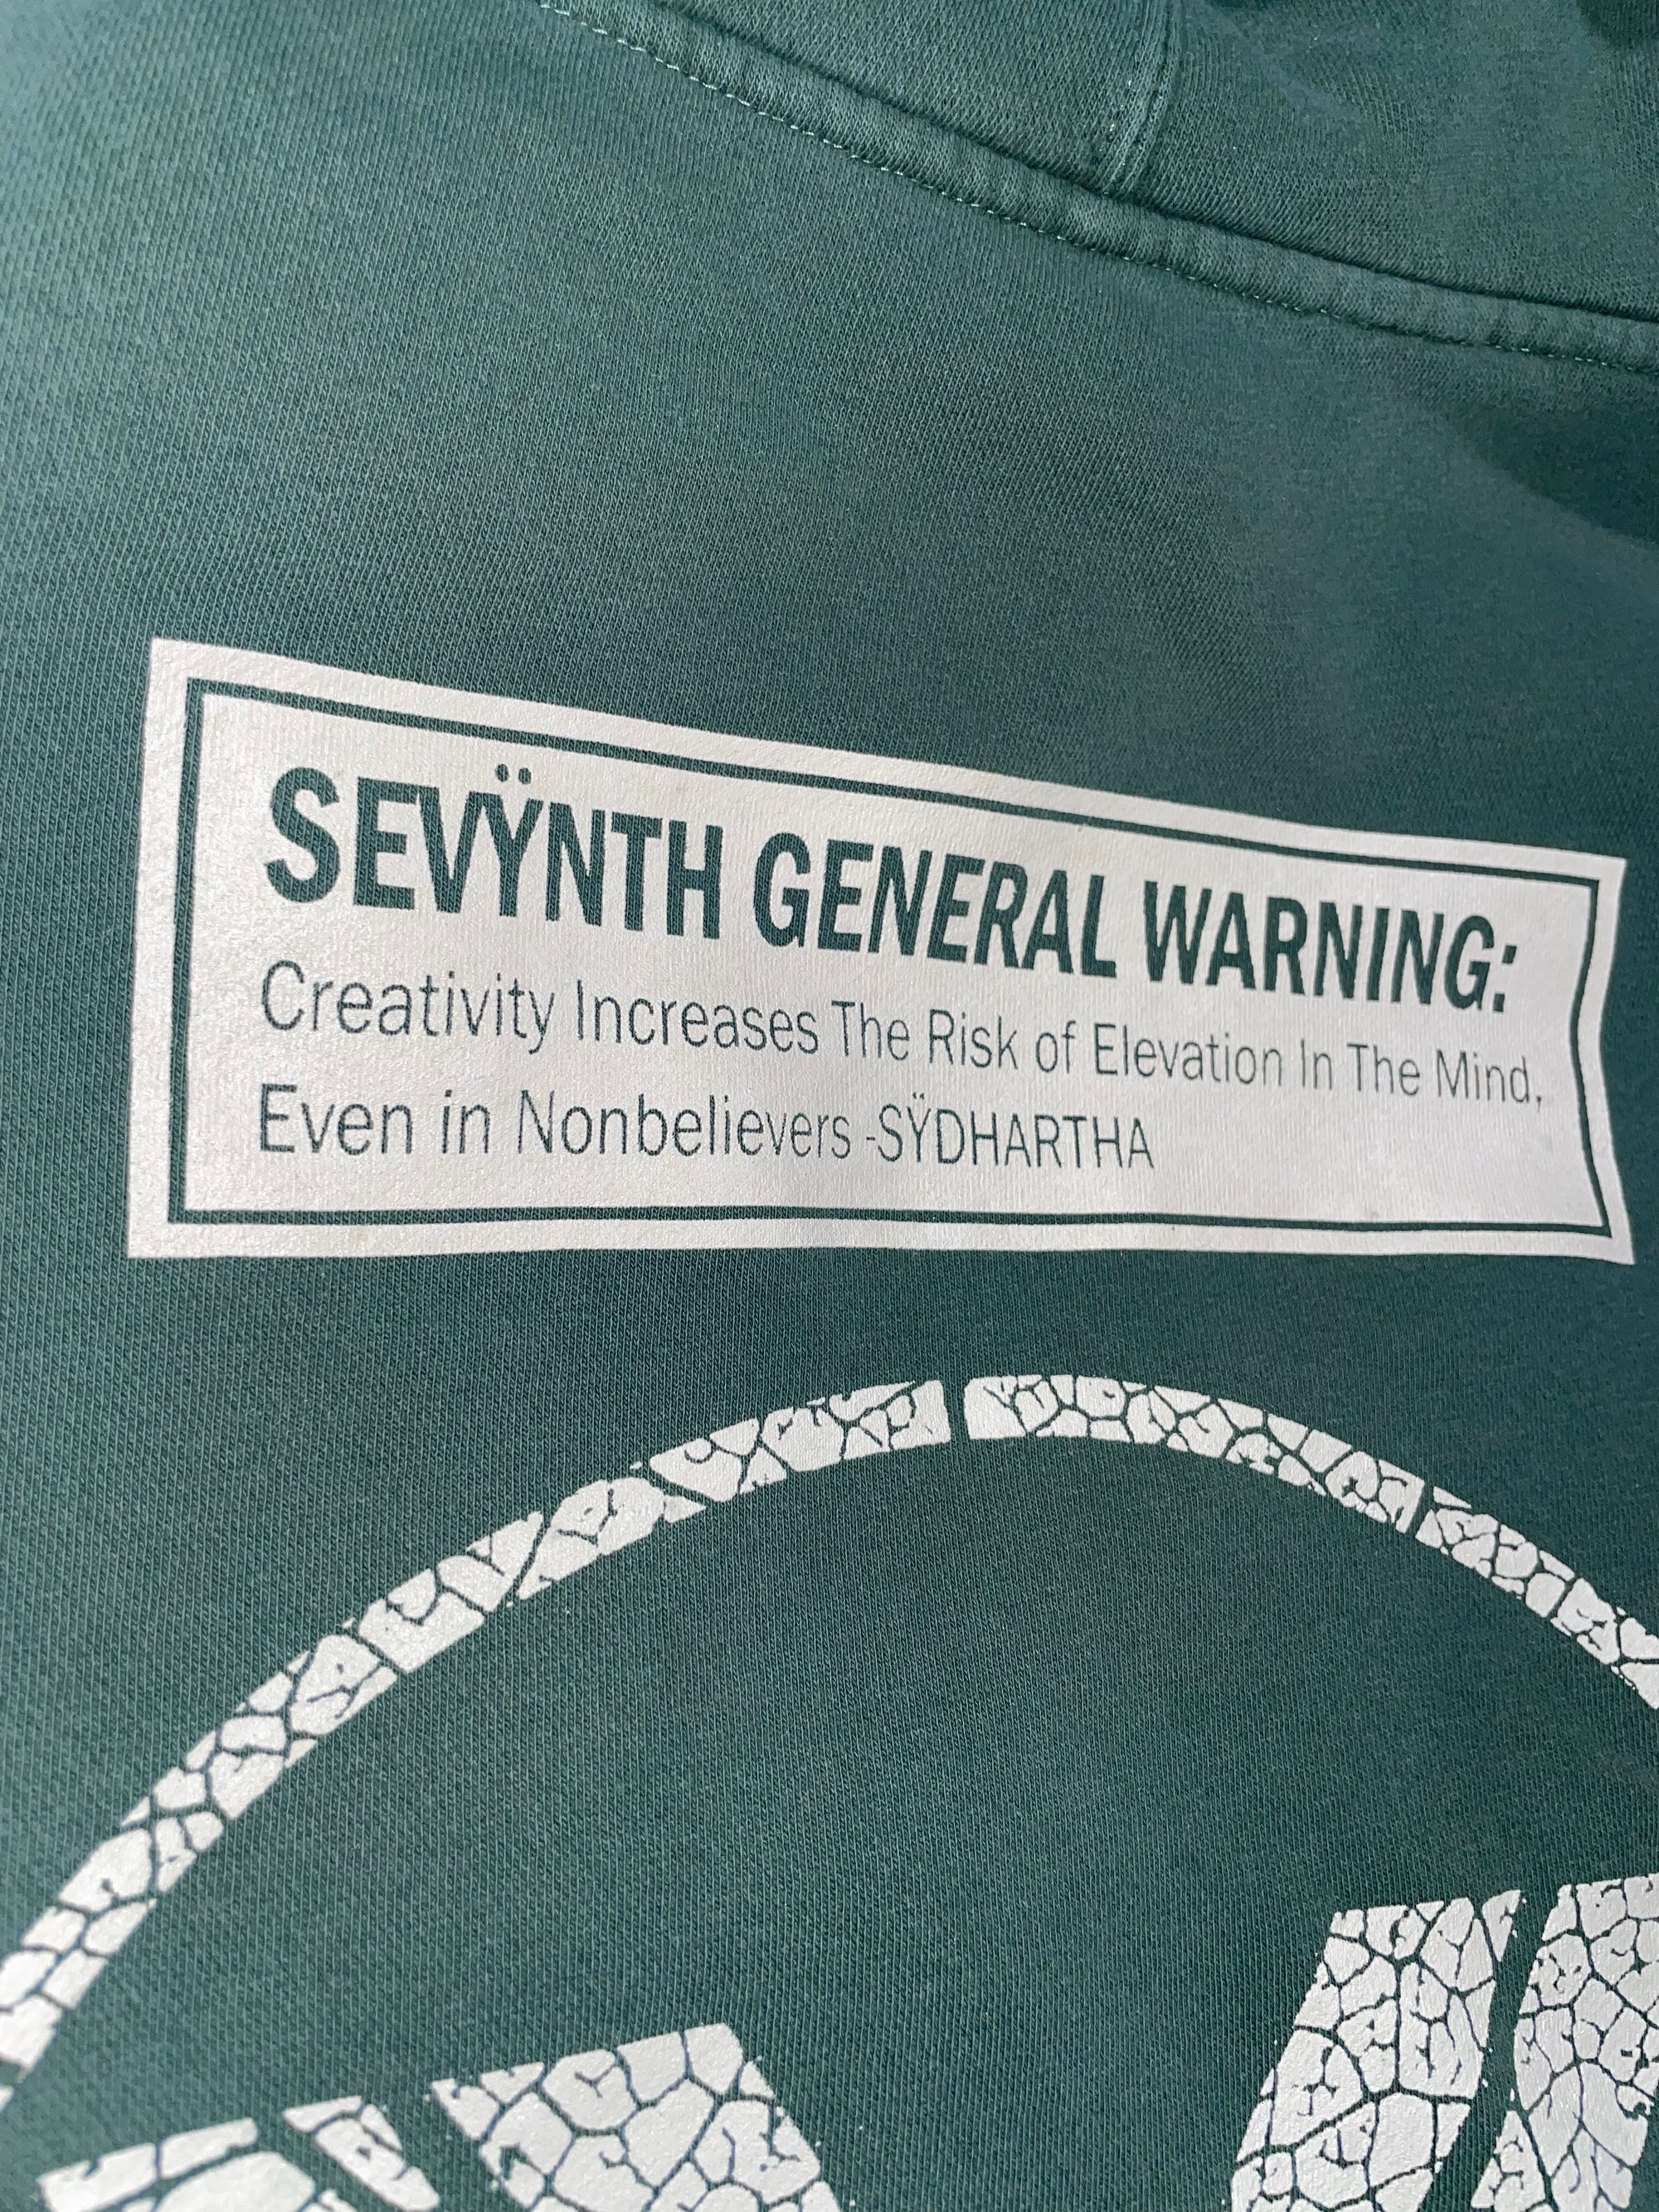 SEVŸNTH GENERAL WARNING:
Creativity Increases The Risk of Elevation In The Mind,
Even in Nonbelievers -SŸDHARTHA